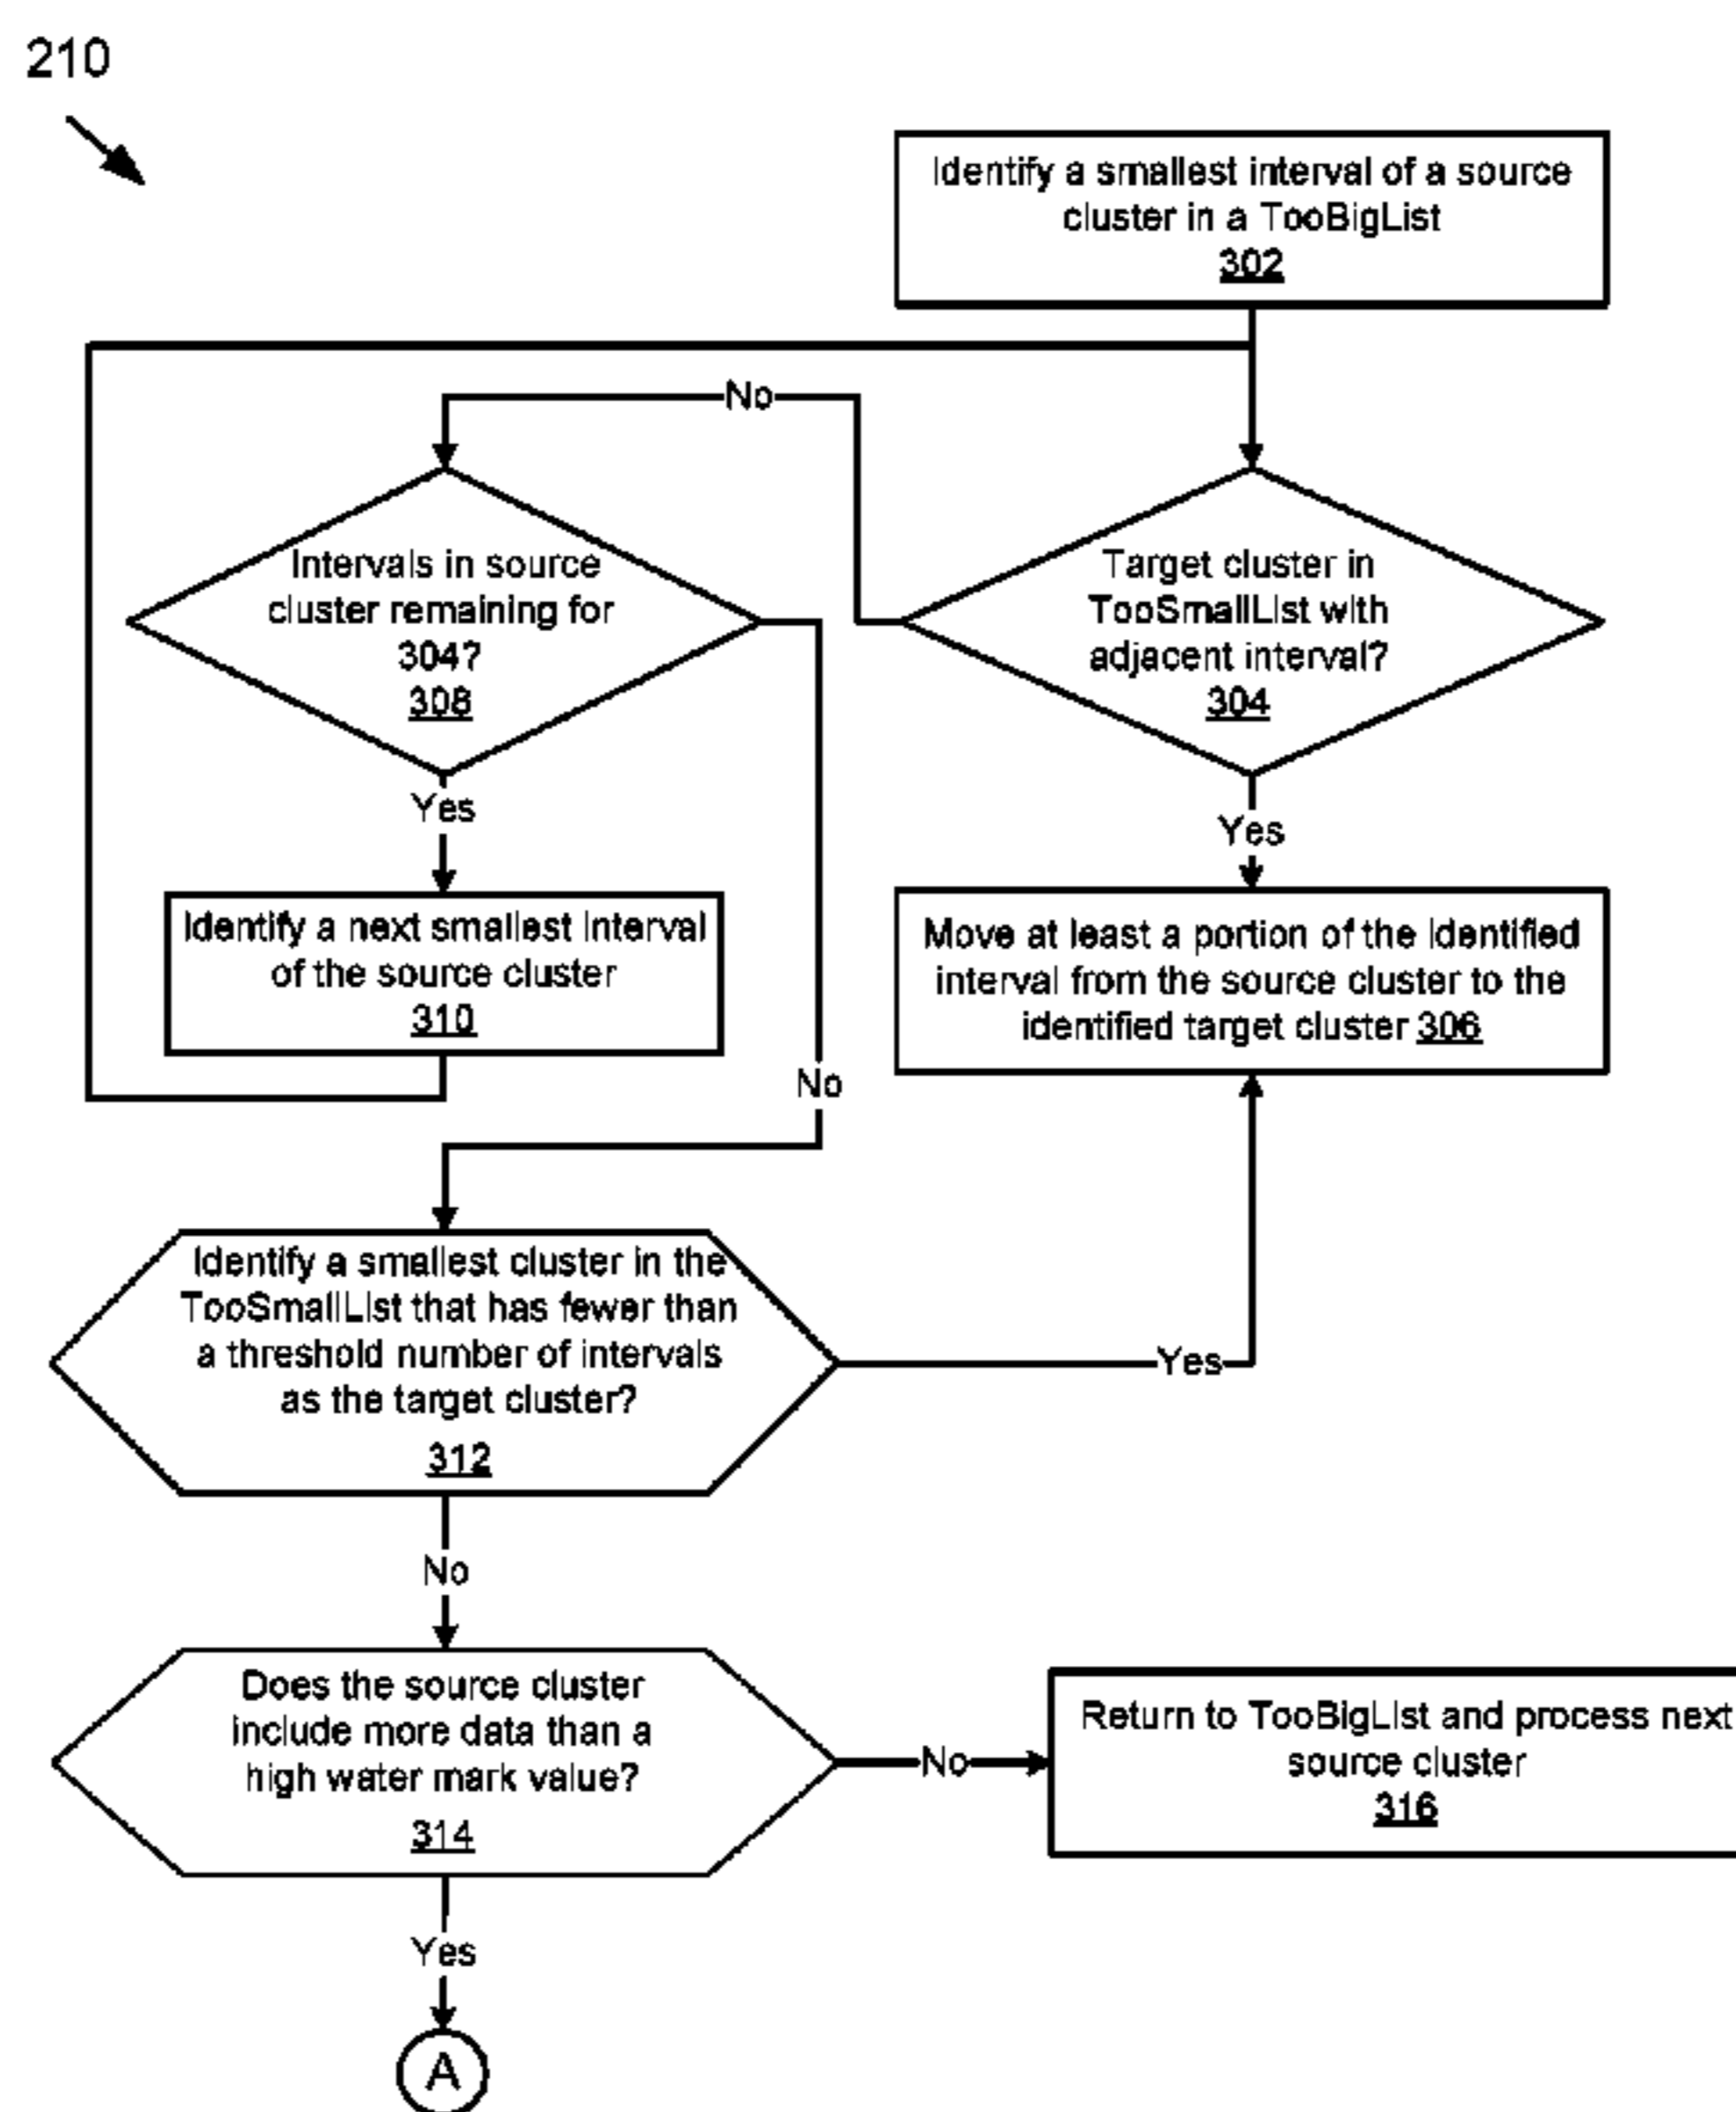 210
Identify a smallest interval of a source
cluster in a TooBigList
302
No
Intervals in source
cluster remaining for
304?
308
Target cluster in
TooSmallList with
adjacent interval?
304
Yes
Yes
Identify a next smallest interval
of the source cluster
310
Move at least a portion of the identified
interval from the source cluster to the
identified target cluster 306
No
Identify a smallest cluster in the
TooSmallList that has fewer than
a threshold number of intervals
as the target cluster?
312
Yes
No
Does the source cluster
include more data than a
high water mark value?
314
No
Return to TooBigList and process next
source cluster
316
Yes
A